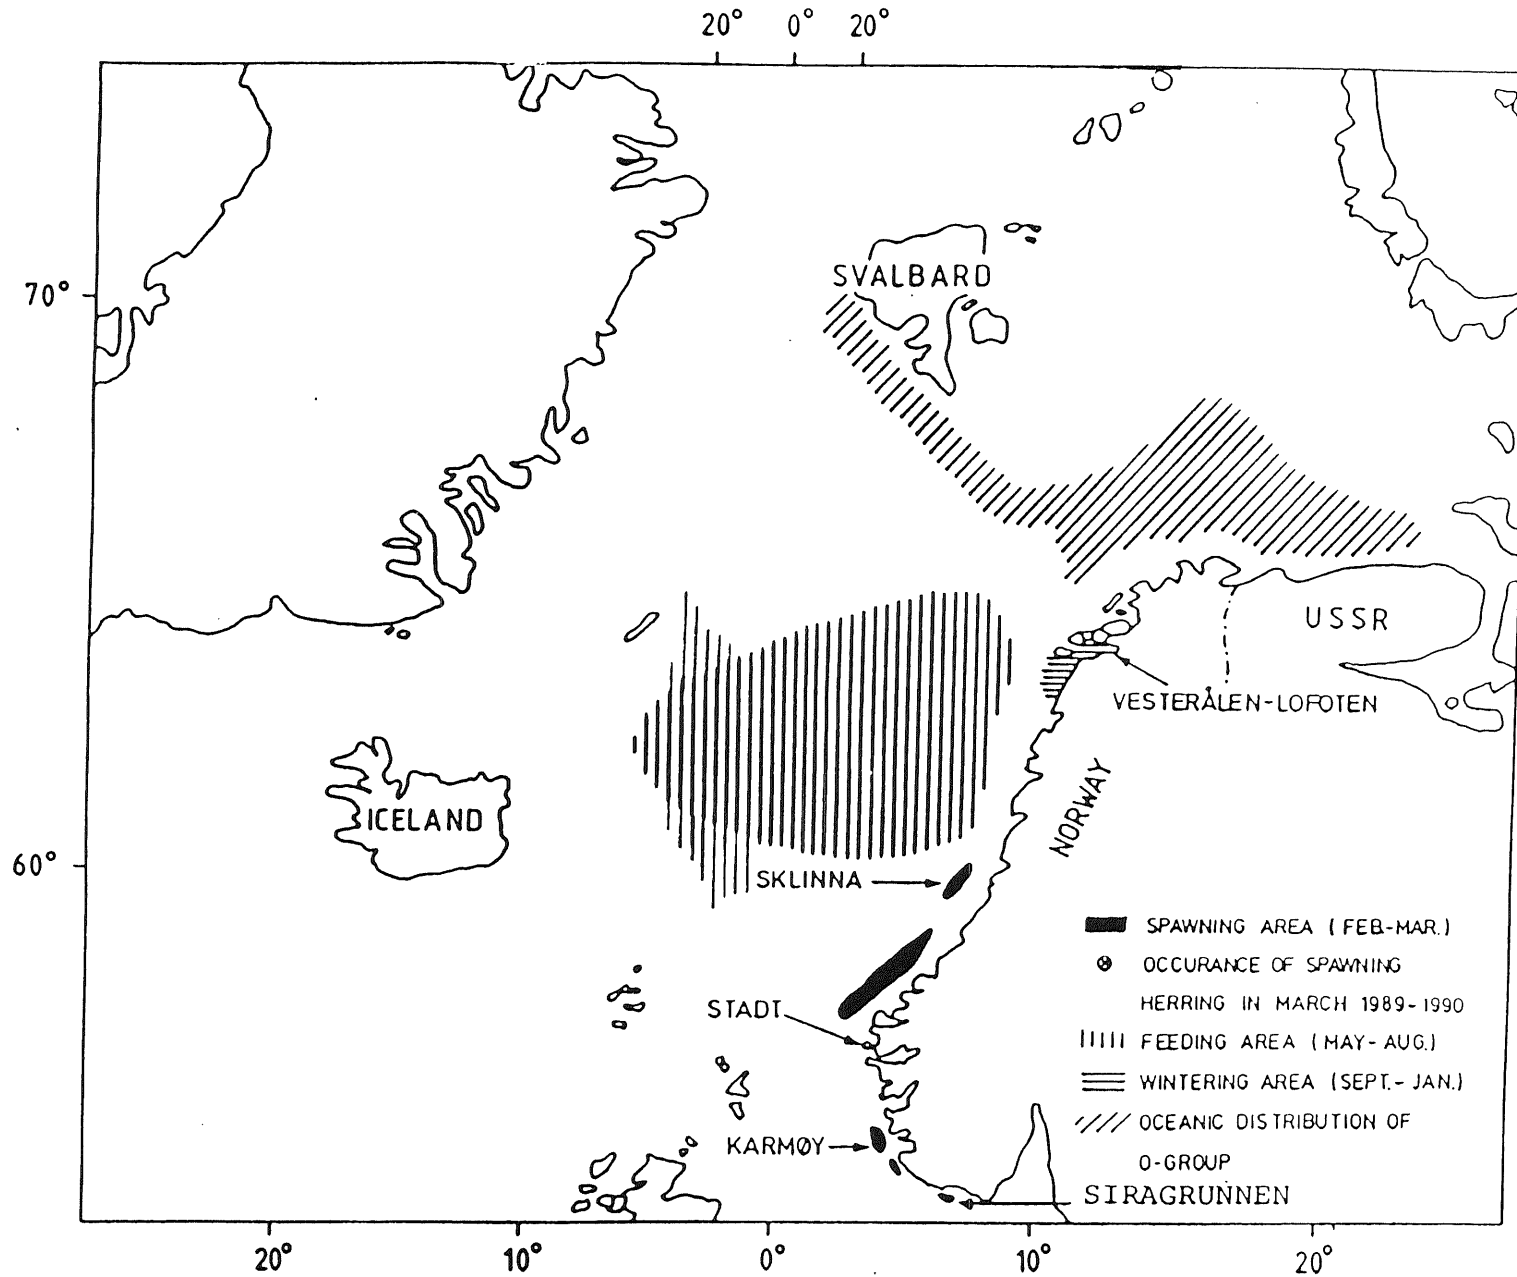 20° 0° 20°
SVALBARD
70°
USSR
VESTERÅLEN-LOFOTEN
NORWAY
ICELAND
60°
SKLINNA
SPAWNING AREA (FEB.-MAR.)
OCCURANCE OF SPAWNING
HERRING IN MARCH 1989-1990
STADT
FEEDING AREA (MAY-AUG.)
WINTERING AREA (SEPT.-JAN.)
OCEANIC DISTRIBUTION OF
0-GROUP
KARMØY
SIRAGRUNNEN
20° 10° 0° 10° 20°